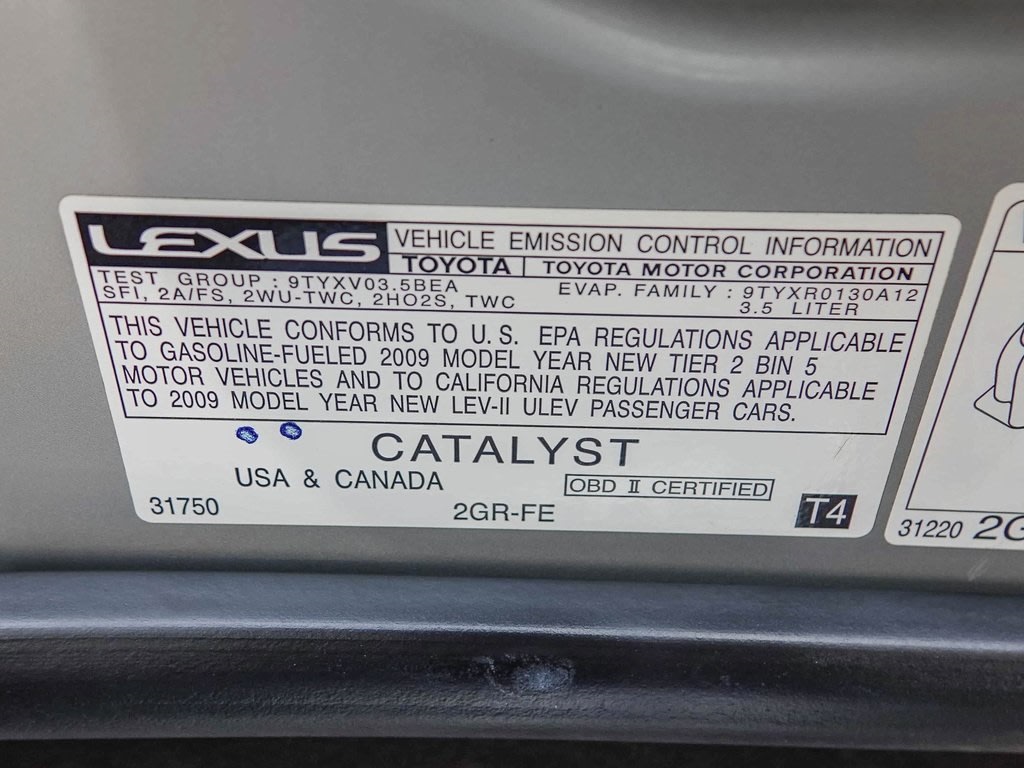 LEXUS VEHICLE EMISSION CONTROL INFORMATION
TOYOTA TOYOTA MOTOR CORPORATION
TEST GROUP : 9TYXV03.5BEA EVAP. FAMILY : 9TYXR0130A12
SFI, 2A/FS, 2WU-TWC, 2HO2S, TWC 3.5 LITER
THIS VEHICLE CONFORMS TO U.S. EPA REGULATIONS APPLICABLE
TO GASOLINE-FUELED 2009 MODEL YEAR NEW TIER 2 BIN 5
MOTOR VEHICLES AND TO CALIFORNIA REGULATIONS APPLICABLE
TO 2009 MODEL YEAR NEW LEV-II ULEV PASSENGER CARS.
CATALYST
USA & CANADA OBD II CERTIFIED
31750 2GR-FE T4
31220